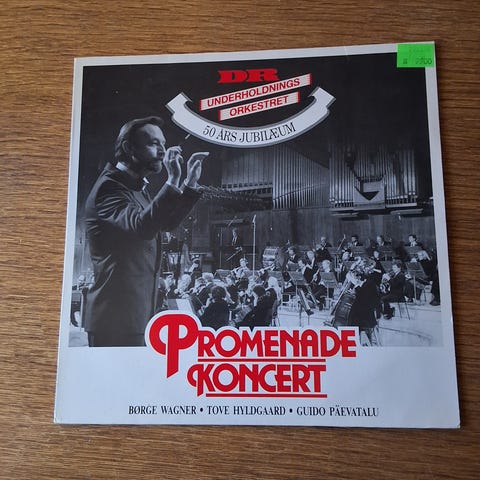 DR
UNDERHOLDNINGS
ORKESTRET
50 ÅRS JUBILÆUM
PROMENADE
KONCERT
BØRGE WAGNER • TOVE HYLDGAARD • GUIDO PÄEVATALU